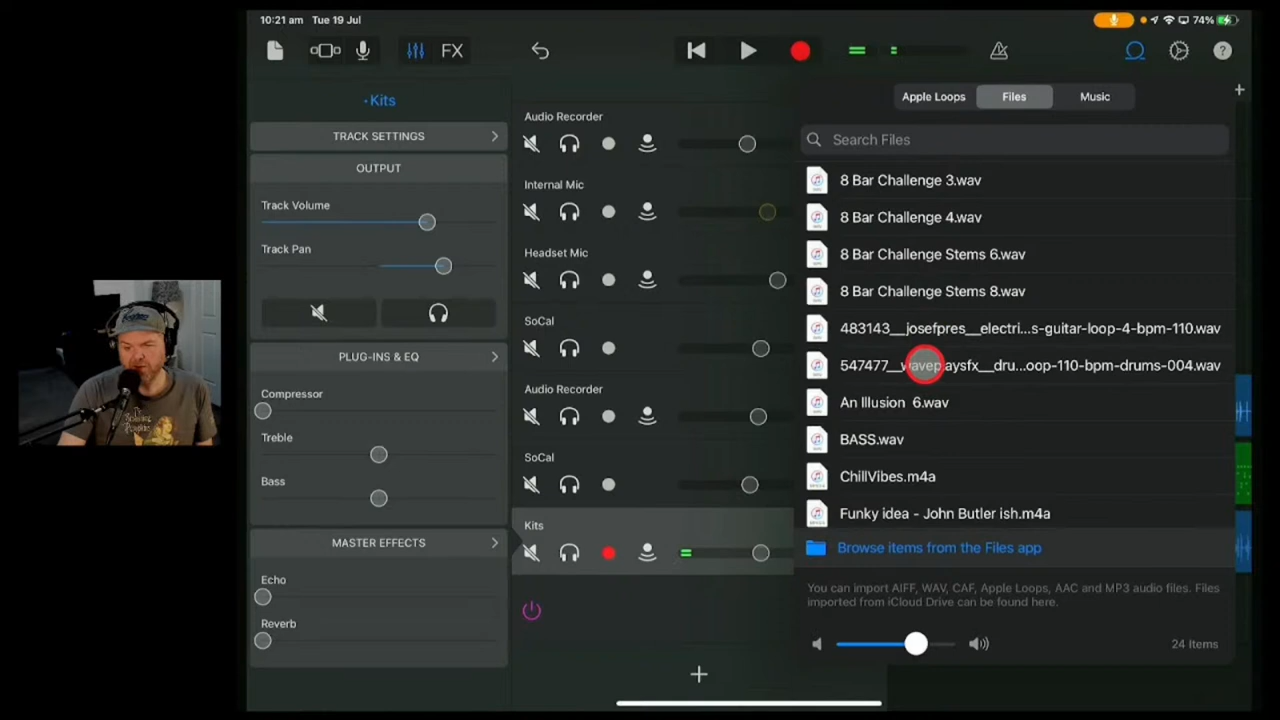 10:21 am Tue 19 Jul
74%
FX
Kits
TRACK SETTINGS
OUTPUT
Track Volume
Track Pan
PLUG-INS & EQ
Compressor
Treble
Bass
MASTER EFFECTS
Echo
Reverb
Audio Recorder
Internal Mic
Headset Mic
SoCal
Audio Recorder
SoCal
Kits
Apple Loops Files Music
Search Files
8 Bar Challenge 3.wav
8 Bar Challenge 4.wav
8 Bar Challenge Stems 6.wav
8 Bar Challenge Stems 8.wav
483143__josefpres__electri...s-guitar-loop-4-bpm-110.wav
547477__waveplaysfx__dru...oop-110-bpm-drums-004.wav
An Illusion 6.wav
BASS.wav
ChillVibes.m4a
Funky idea - John Butler ish.m4a
Browse items from the Files app
You can import AIFF, WAV, CAF, Apple Loops, AAC and MP3 audio files. Files
imported from iCloud Drive can be found here.
24 Items